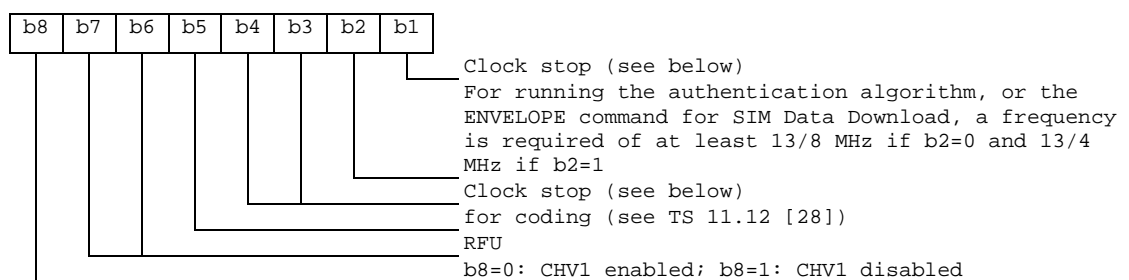 b8 b7 b6 b5 b4 b3 b2 b1
Clock stop (see below)
For running the authentication algorithm, or the
ENVELOPE command for SIM Data Download, a frequency
is required of at least 13/8 MHz if b2=0 and 13/4
MHz if b2=1
Clock stop (see below)
for coding (see TS 11.12 [28])
RFU
b8=0: CHV1 enabled; b8=1: CHV1 disabled